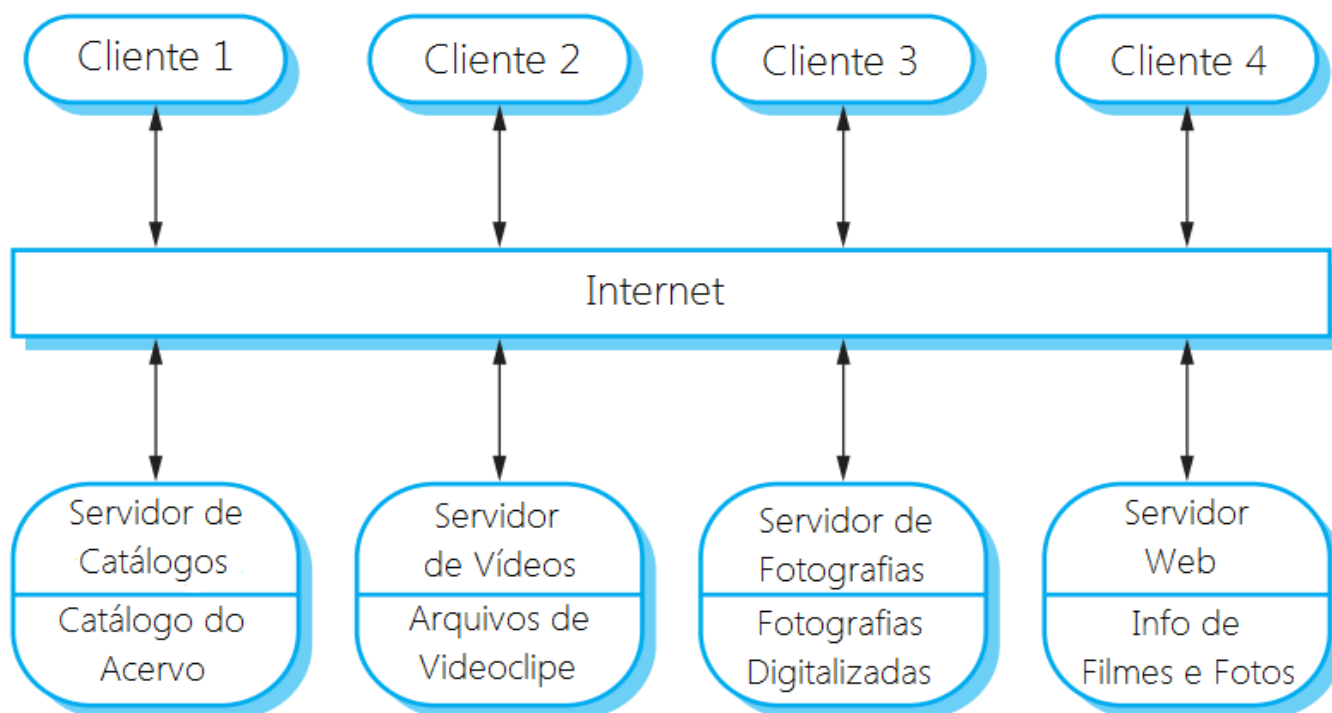 Cliente 1
Cliente 2
Cliente 3
Cliente 4
Internet
Servidor de
Catálogos
Catálogo do
Acervo
Servidor
de Vídeos
Arquivos de
Videoclipe
Servidor de
Fotografias
Fotografias
Digitalizadas
Servidor
Web
Info de
Filmes e Fotos